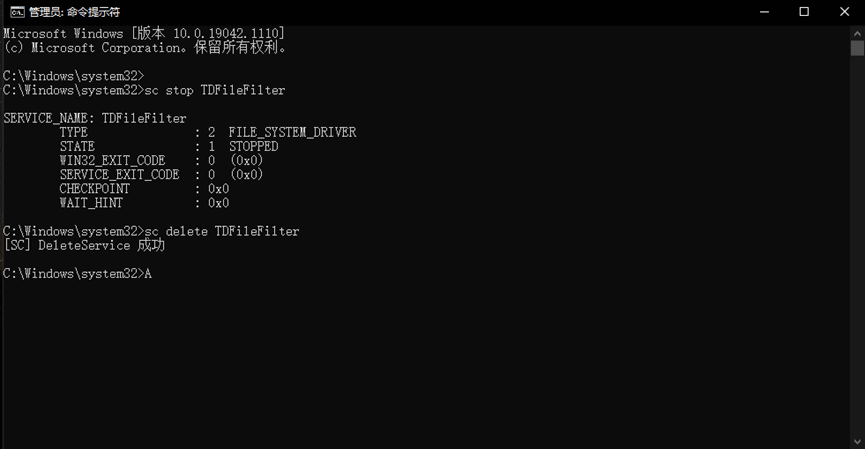 管理员: 命令提示符
Microsoft Windows [版本 10.0.19042.1110]
(c) Microsoft Corporation。保留所有权利。
C:\Windows\system32>
C:\Windows\system32>sc stop TDFileFilter
SERVICE_NAME: TDFileFilter
TYPE : 2 FILE_SYSTEM_DRIVER
STATE : 1 STOPPED
WIN32_EXIT_CODE : 0 (0x0)
SERVICE_EXIT_CODE : 0 (0x0)
CHECKPOINT : 0x0
WAIT_HINT : 0x0
C:\Windows\system32>sc delete TDFileFilter
[SC] DeleteService 成功
C:\Windows\system32>A